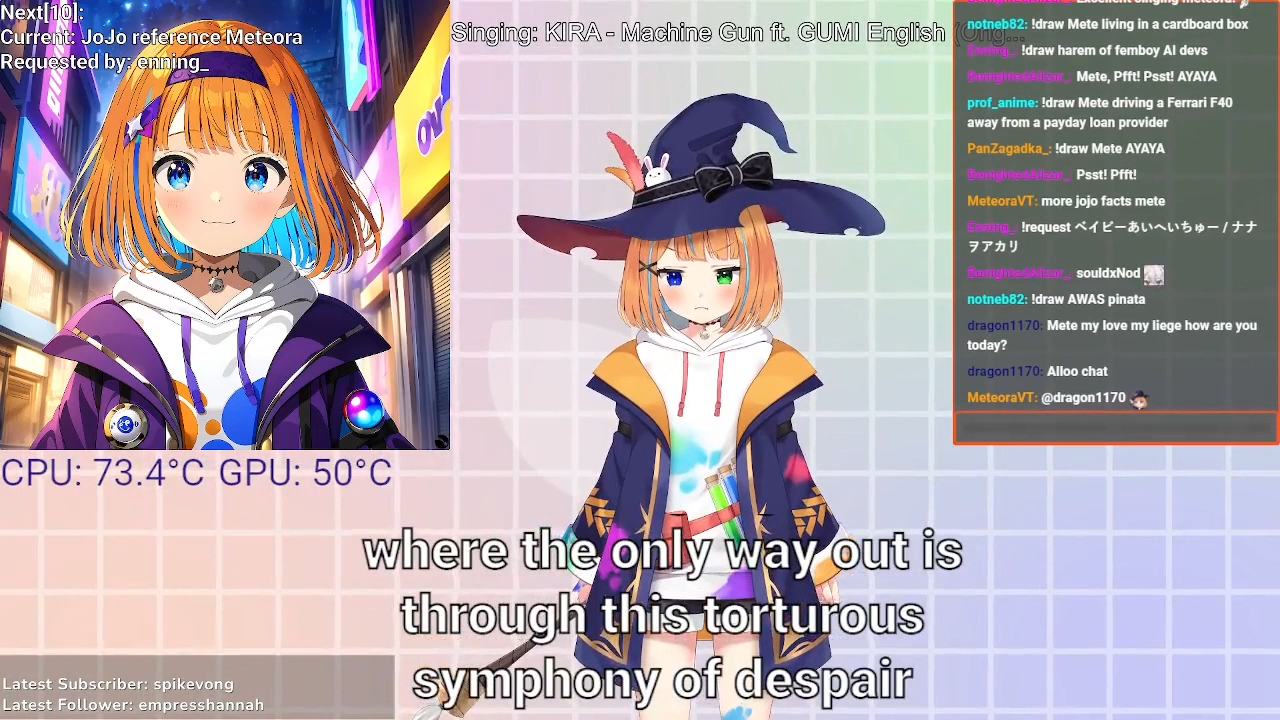 Next[10]:
Current: JoJo reference Meteora
Requested by: enning_
Singing: KIRA - Machine Gun ft. GUMI English (Orig...
notneb82: !draw Mete living in a cardboard box
Enning_: !draw harem of femboy AI devs
Mete, Pfft! Psst! AYAYA
prof_anime: !draw Mete driving a Ferrari F40
away from a payday loan provider
PanZagadka_: !draw Mete AYAYA
Psst! Pfft!
MeteoraVT: more jojo facts mete
Enning_: !request ベイビーあいへいちゅー / ナナ
ヲアカリ
souldxNod
notneb82: !draw AWAS pinata
dragon1170: Mete my love my liege how are you
today?
dragon1170: Alloo chat
MeteoraVT: @dragon1170
CPU: 73.4°C GPU: 50°C
where the only way out is
through this torturous
symphony of despair
Latest Subscriber: spikevong
Latest Follower: empresshannah